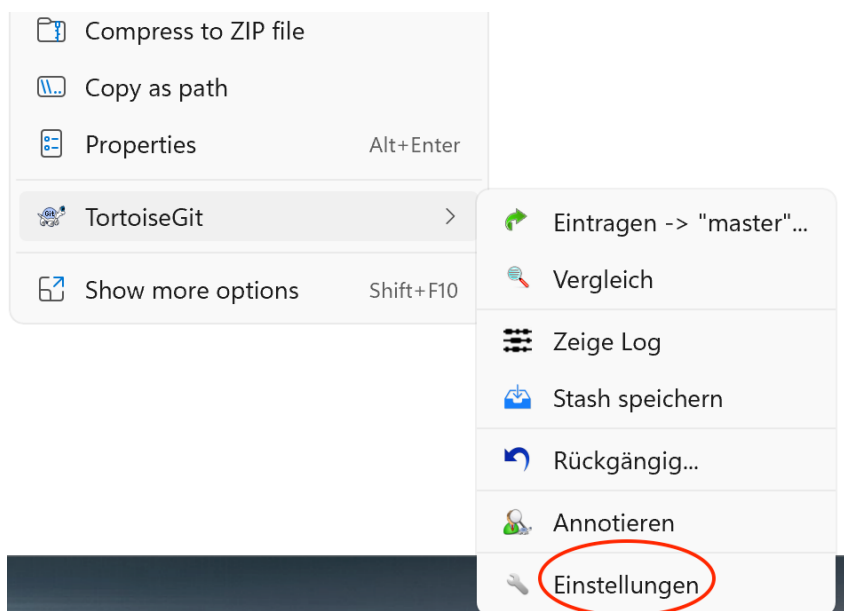 Compress to ZIP file
Copy as path
Properties Alt+Enter
TortoiseGit
Show more options Shift+F10
Eintragen -> "master"...
Vergleich
Zeige Log
Stash speichern
Rückgängig...
Annotieren
Einstellungen